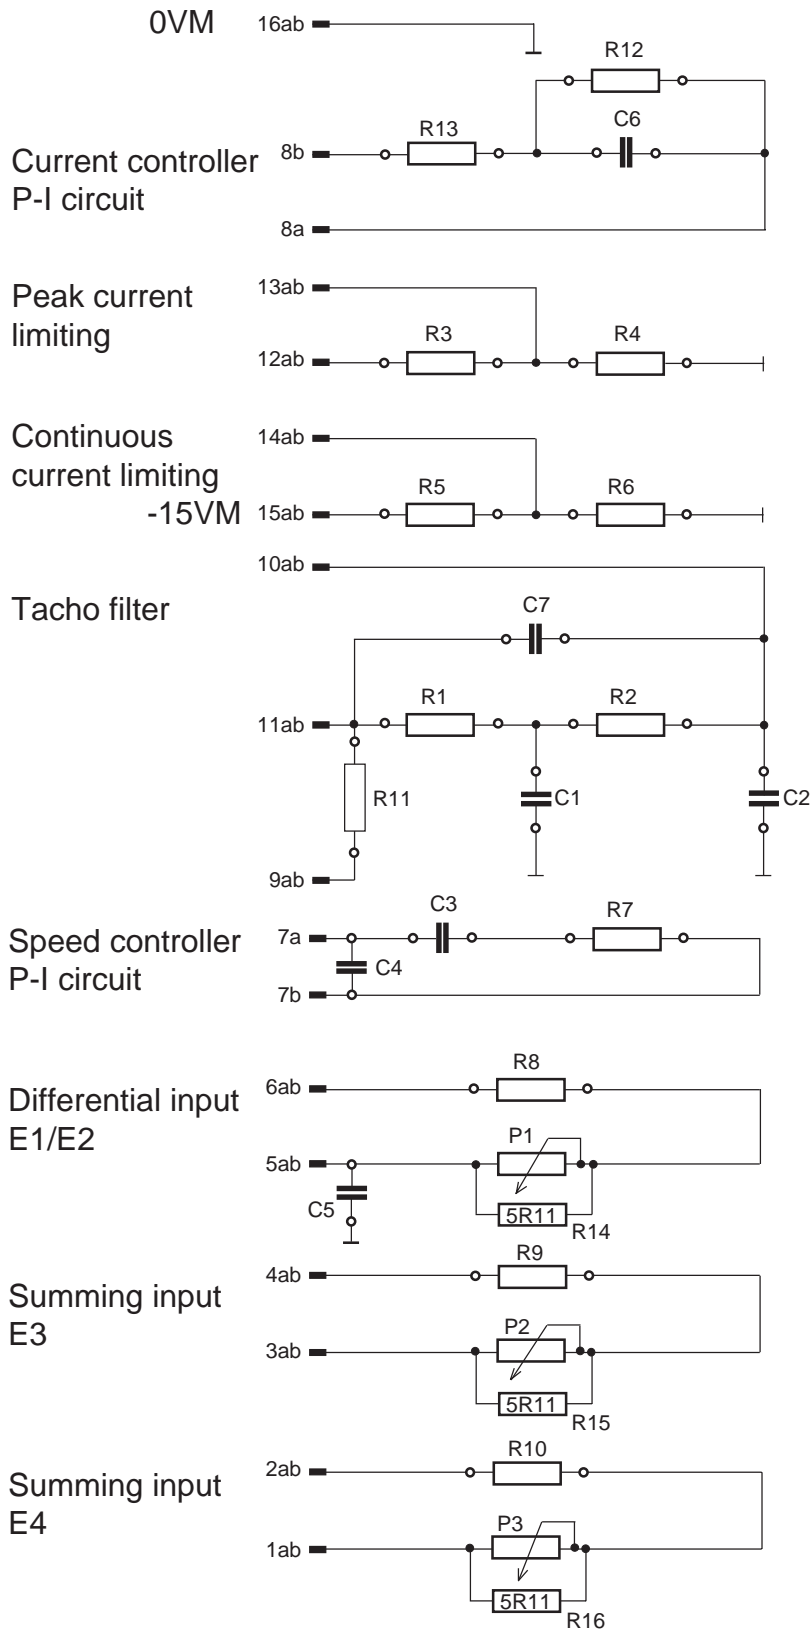 0VM 16ab
R12
C6
R13
Current controller 8b
P-I circuit
8a
Peak current 13ab
limiting
R3 R4
12ab
Continuous 14ab
current limiting
R5 R6
-15VM 15ab
10ab
Tacho filter
C7
R1 R2
11ab
R11 C1 C2
9ab
C3 R7
Speed controller 7a
P-I circuit
C4
7b
R8
Differential input 6ab
E1/E2
P1
5ab
C5 5R11
R14
R9
4ab
Summing input
E3
P2
3ab
5R11
R15
R10
2ab
Summing input
E4
P3
1ab
5R11
R16